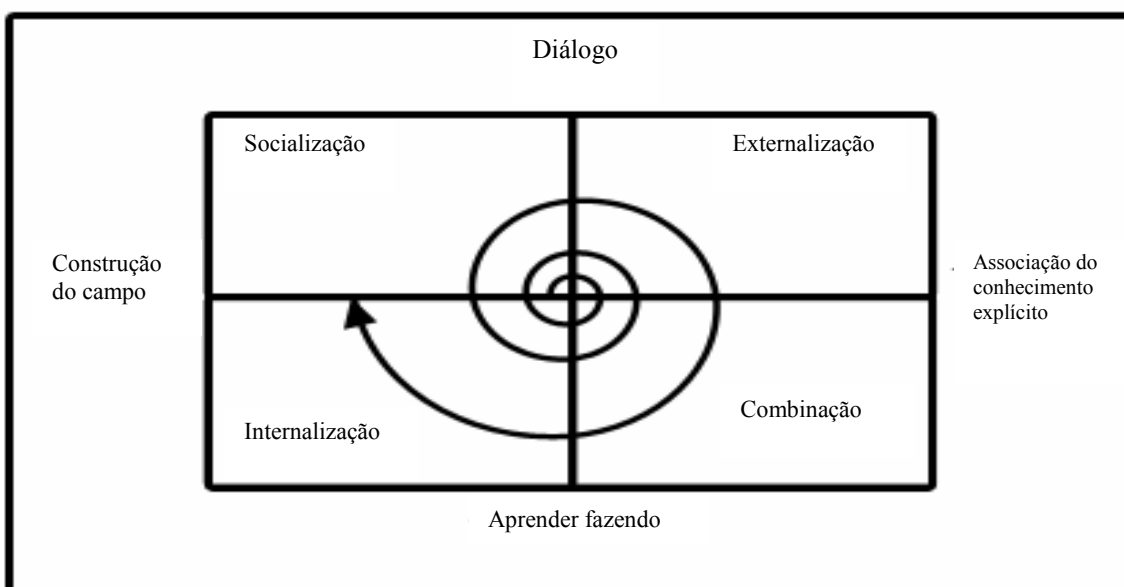 Diálogo
Socialização
Externalização
Construção
do campo
Associação do
conhecimento
explícito
Internalização
Combinação
Aprender fazendo